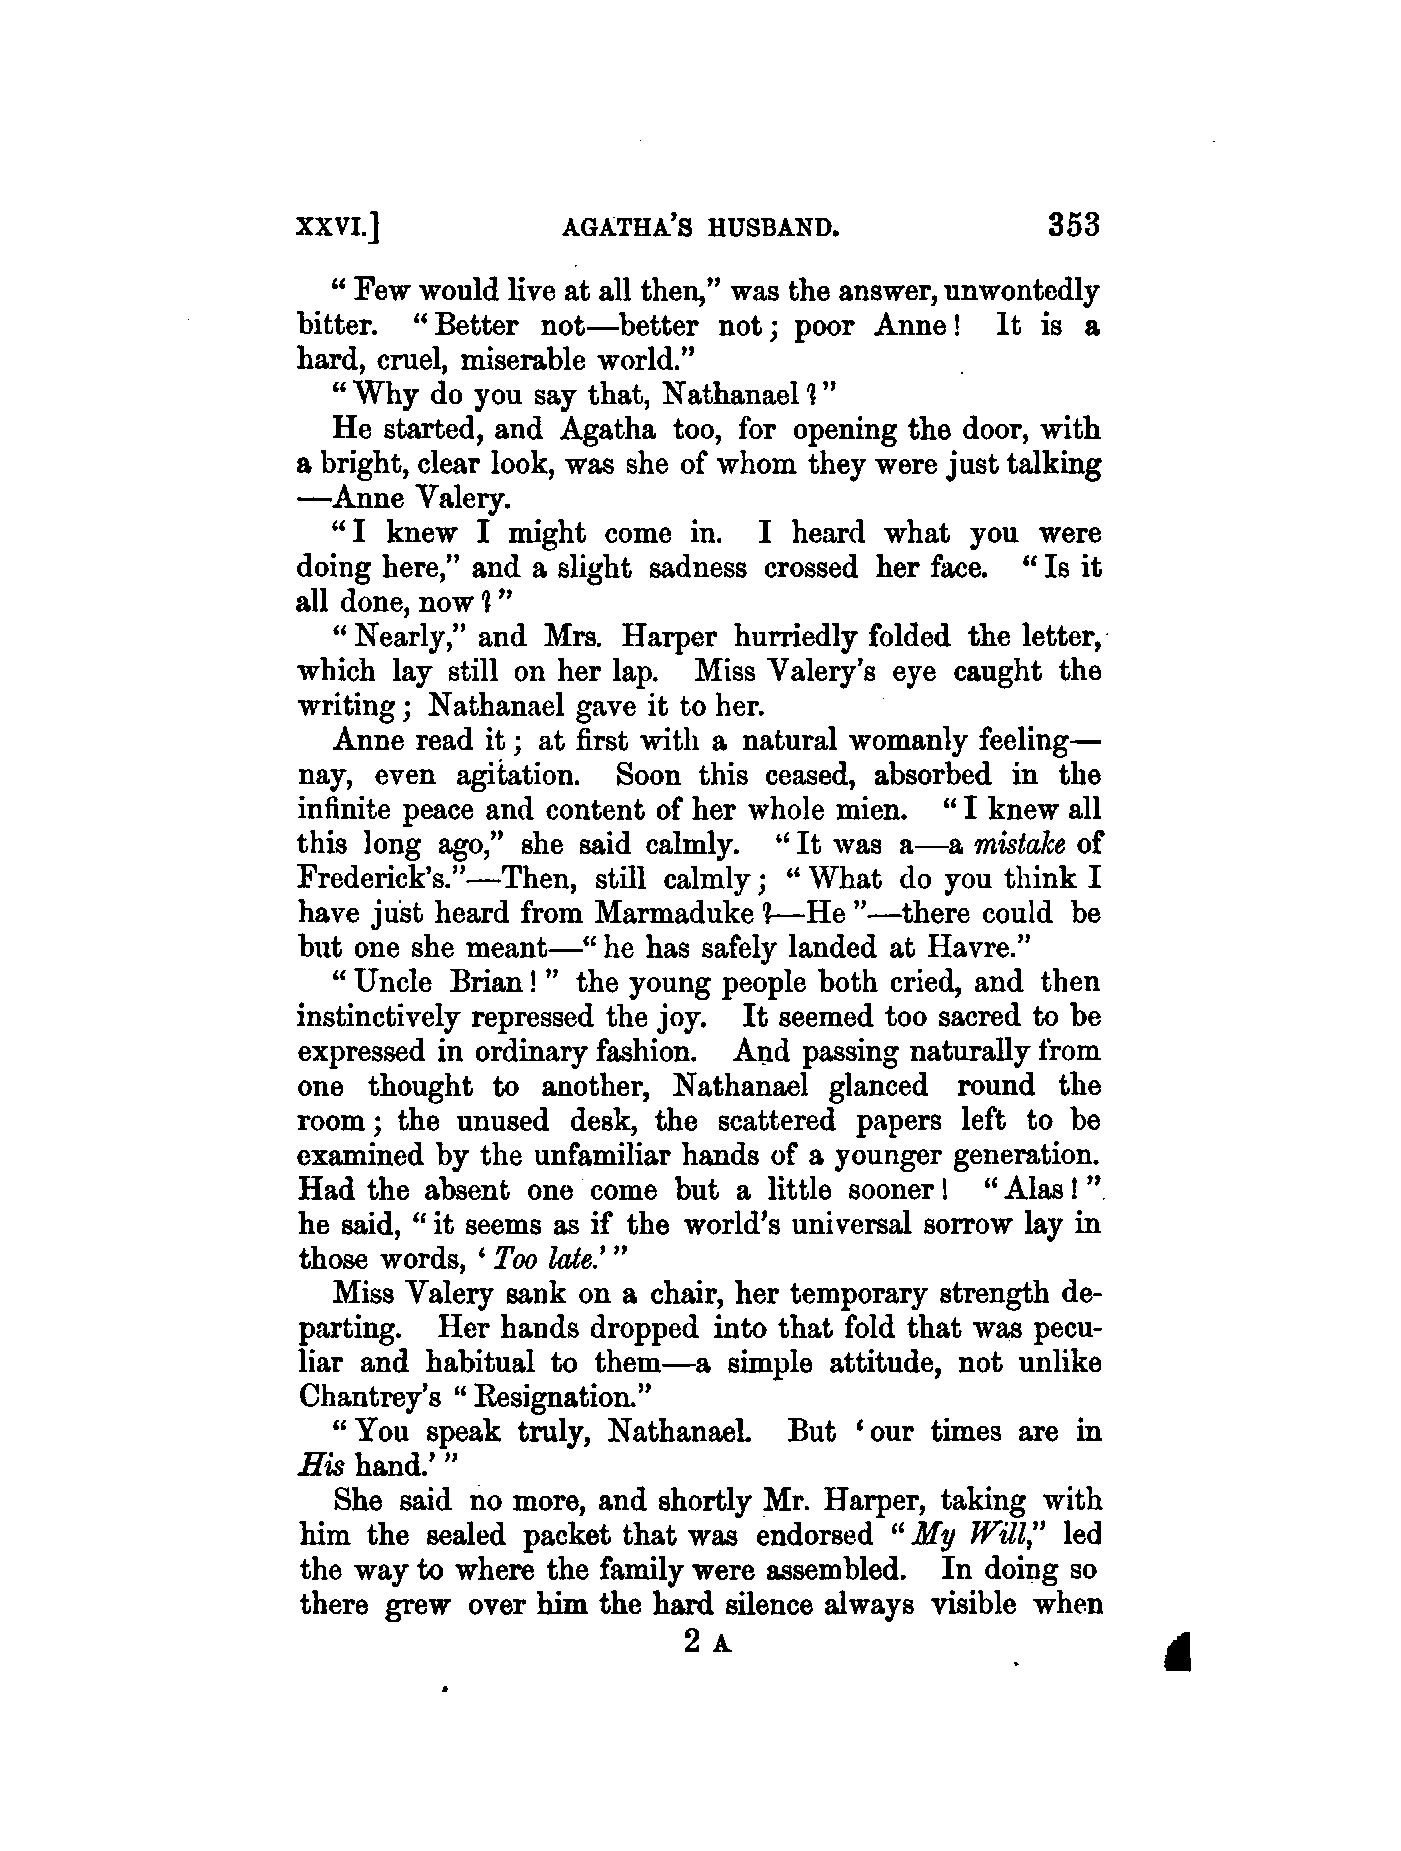 XXVI.] AGATHA'S HUSBAND. 353
“Few would live at all then,” was the answer, unwontedly
bitter. “Better not—better not; poor Anne! It is a
hard, cruel, miserable world.”
“Why do you say that, Nathanael?”
He started, and Agatha too, for opening the door, with
a bright, clear look, was she of whom they were just talking
—Anne Valery.
“I knew I might come in. I heard what you were
doing here,” and a slight sadness crossed her face. “Is it
all done, now?”
“Nearly,” and Mrs. Harper hurriedly folded the letter,
which lay still on her lap. Miss Valery's eye caught the
writing; Nathanael gave it to her.
Anne read it; at first with a natural womanly feeling—
nay, even agitation. Soon this ceased, absorbed in the
infinite peace and content of her whole mien. “I knew all
this long ago,” she said calmly. “It was a—a mistake of
Frederick's.”—Then, still calmly; “What do you think I
have just heard from Marmaduke?—He”—there could be
but one she meant—“he has safely landed at Havre.”
“Uncle Brian!” the young people both cried, and then
instinctively repressed the joy. It seemed too sacred to be
expressed in ordinary fashion. And passing naturally from
one thought to another, Nathanael glanced round the
room; the unused desk, the scattered papers left to be
examined by the unfamiliar hands of a younger generation.
Had the absent one come but a little sooner! “Alas!”
he said, “it seems as if the world's universal sorrow lay in
those words, ‘Too late.’”
Miss Valery sank on a chair, her temporary strength de-
parting. Her hands dropped into that fold that was pecu-
liar and habitual to them—a simple attitude, not unlike
Chantrey's “Resignation.”
“You speak truly, Nathanael. But ‘our times are in
His hand.’”
She said no more, and shortly Mr. Harper, taking with
him the sealed packet that was endorsed “My Will,” led
the way to where the family were assembled. In doing so
there grew over him the hard silence always visible when
2 A